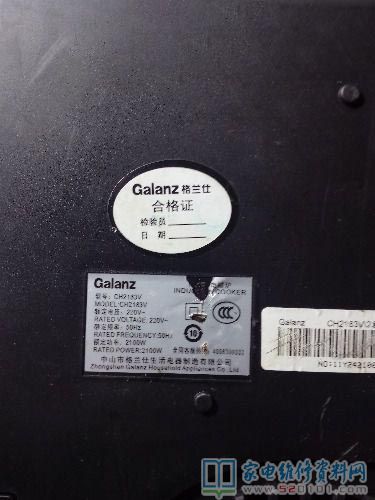 Galanz 格兰仕
合格证
检验员
日 期
Galanz
型号: CH2183V
MODEL:CH2183V
额定电压: 220V~
RATED VOLTAGE: 220V~
额定频率: 50Hz
RATED FREQUENCY:50Hz
额定功率: 2100W
RATED POWER:2100W
10
中山市格兰仕生活电器制造有限公司
Zhongshan Galanz Household Appliances Co., Ltd
Galanz
家电维修资料网
www.520101.com